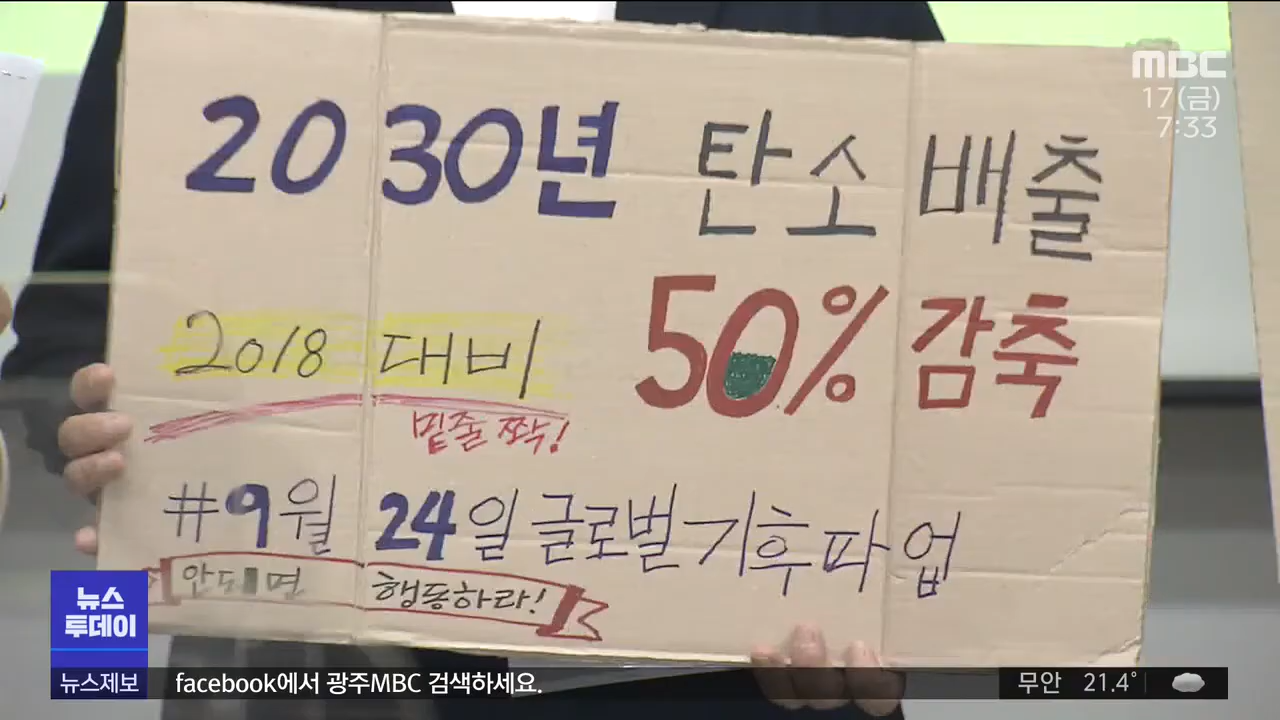 MBC
17(금)
7:33
2030년 탄소 배출
50% 감축
2018 대비
밑줄 쫙!
#9월 24일 글로벌 기후파업
행동하라!
뉴스
투데이
뉴스제보
facebook에서 광주MBC 검색하세요.
무안 21.4°